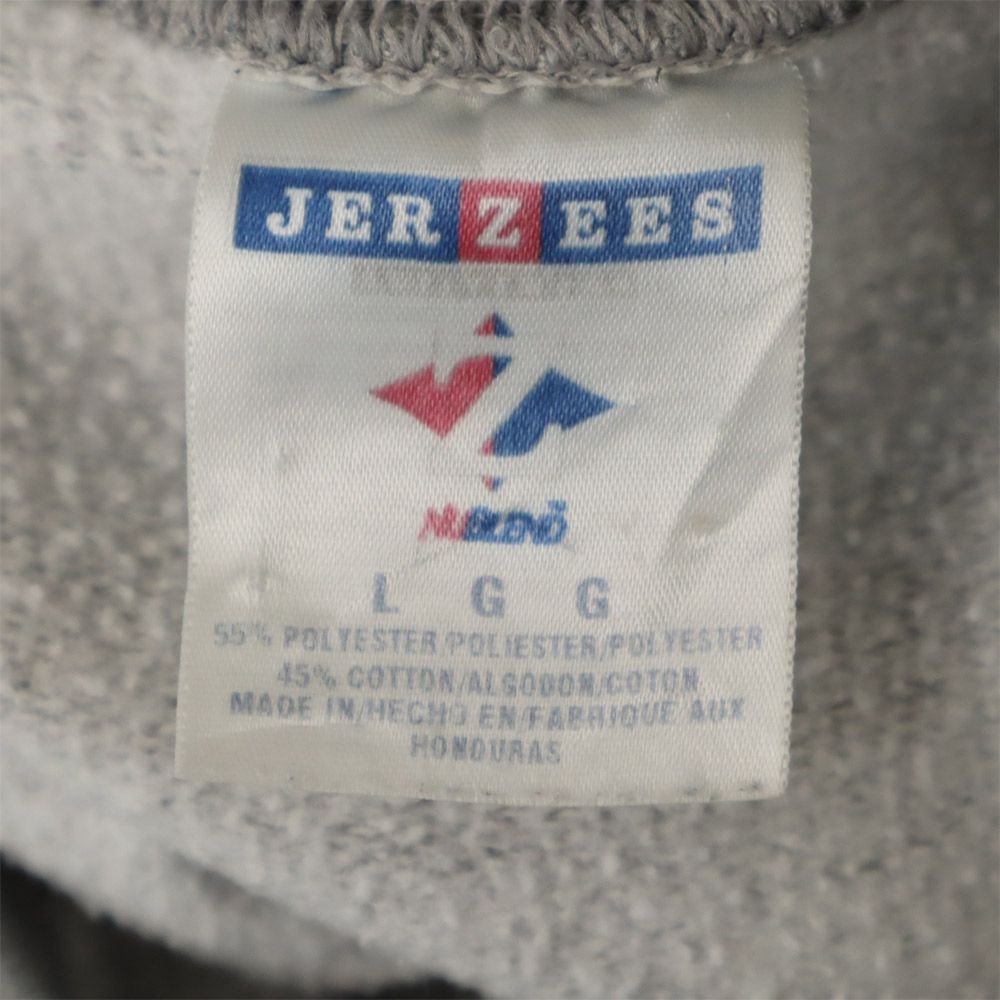 JERZEES
NUBLEND
L G G
55% POLYESTER/POLIESTER/POLYESTER
45% COTTON/ALGODON/COTON
MADE IN/HECHO EN/FABRIQUE AUX
HONDURAS